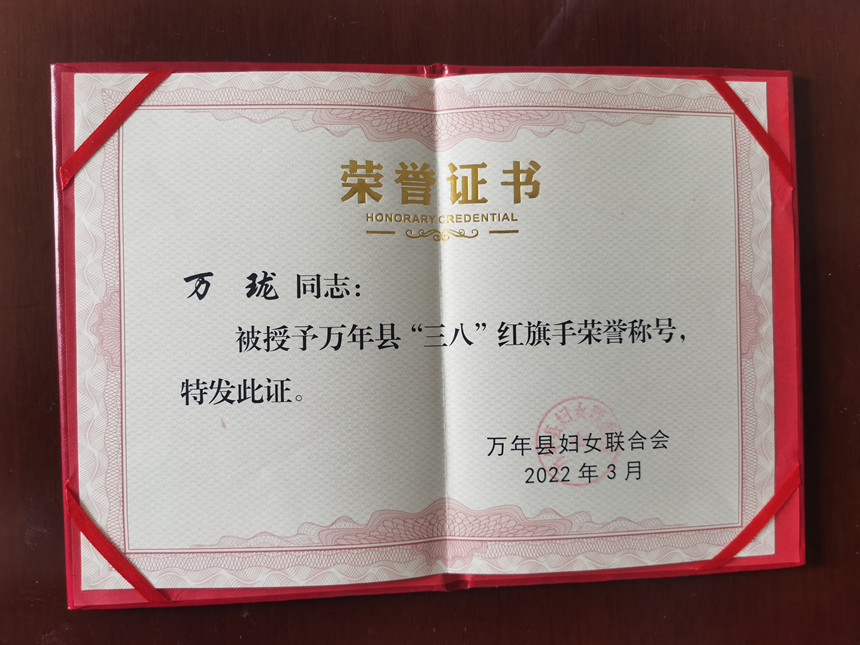 荣誉证书
HONORARY CREDENTIAL
万 珑 同志：
被授予万年县“三八”红旗手荣誉称号，
特发此证。
万年县妇女联合会
2022 年 3 月